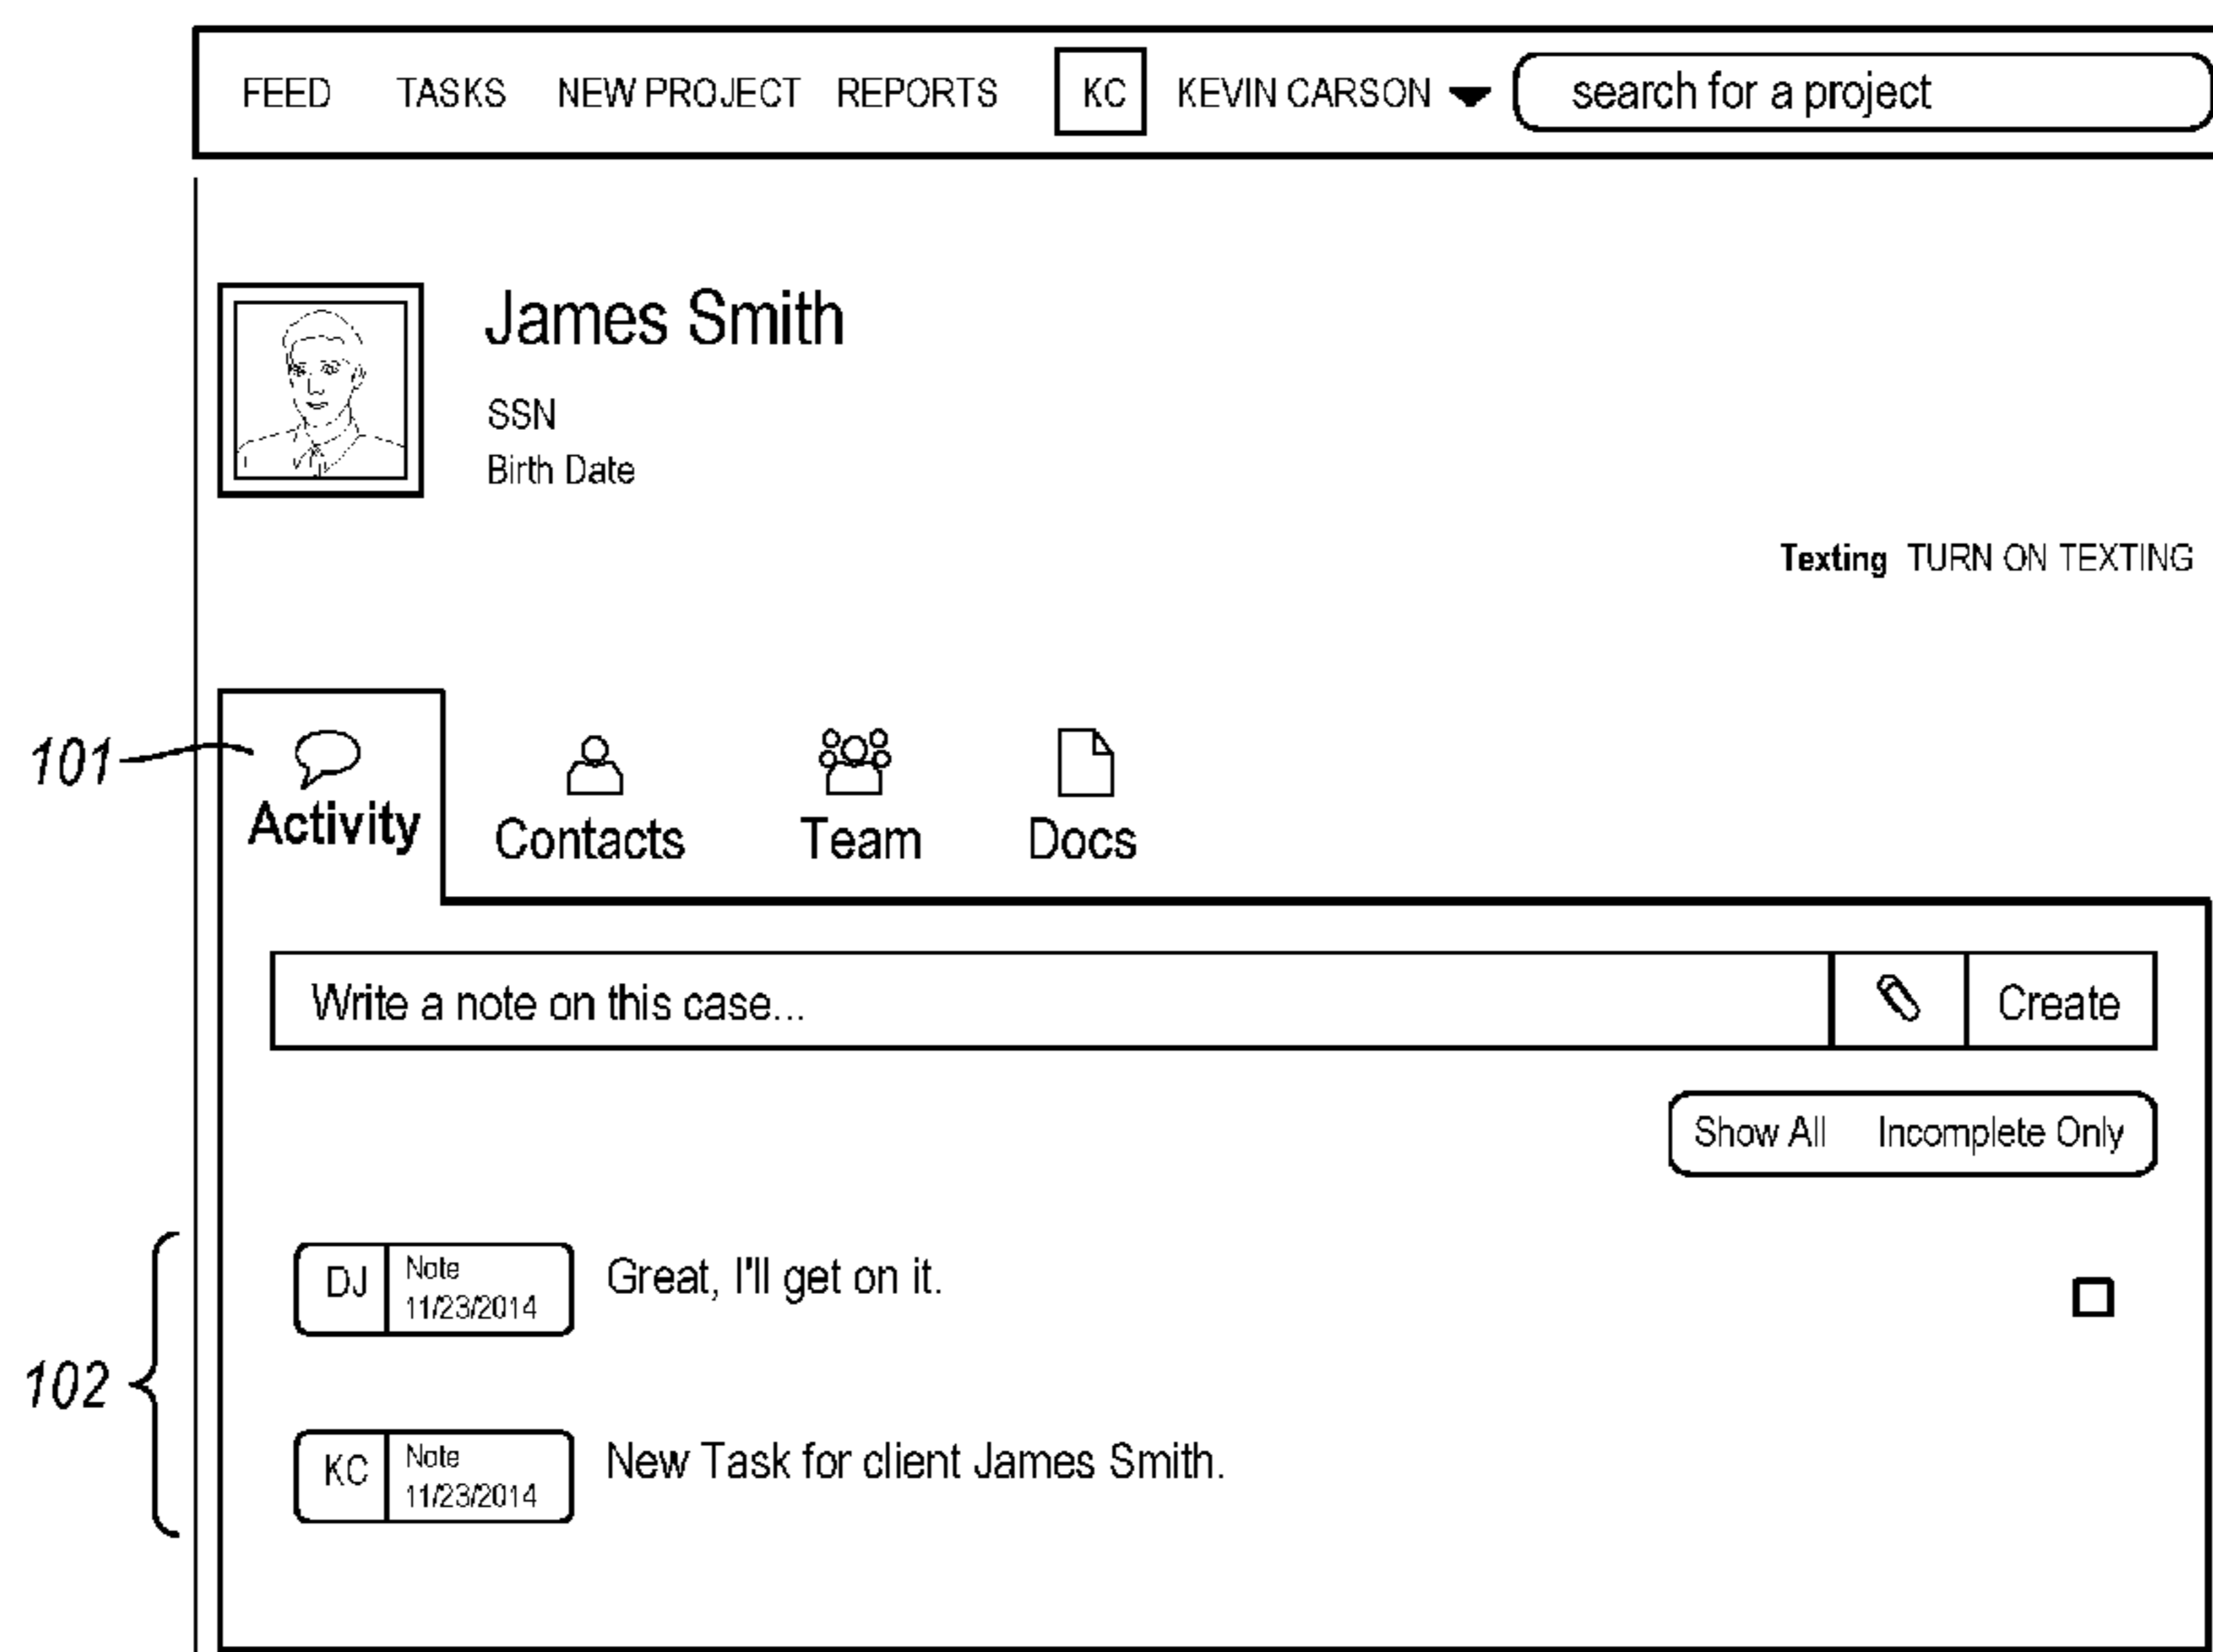 FEED TASKS NEW PROJECT REPORTS KC KEVIN CARSON search for a project
James Smith
SSN
Birth Date
Texting TURN ON TEXTING
101
Activity Contacts Team Docs
Write a note on this case... Create
Show All Incomplete Only
102
DJ Note 11/23/2014 Great, I'll get on it.
KC Note 11/23/2014 New Task for client James Smith.